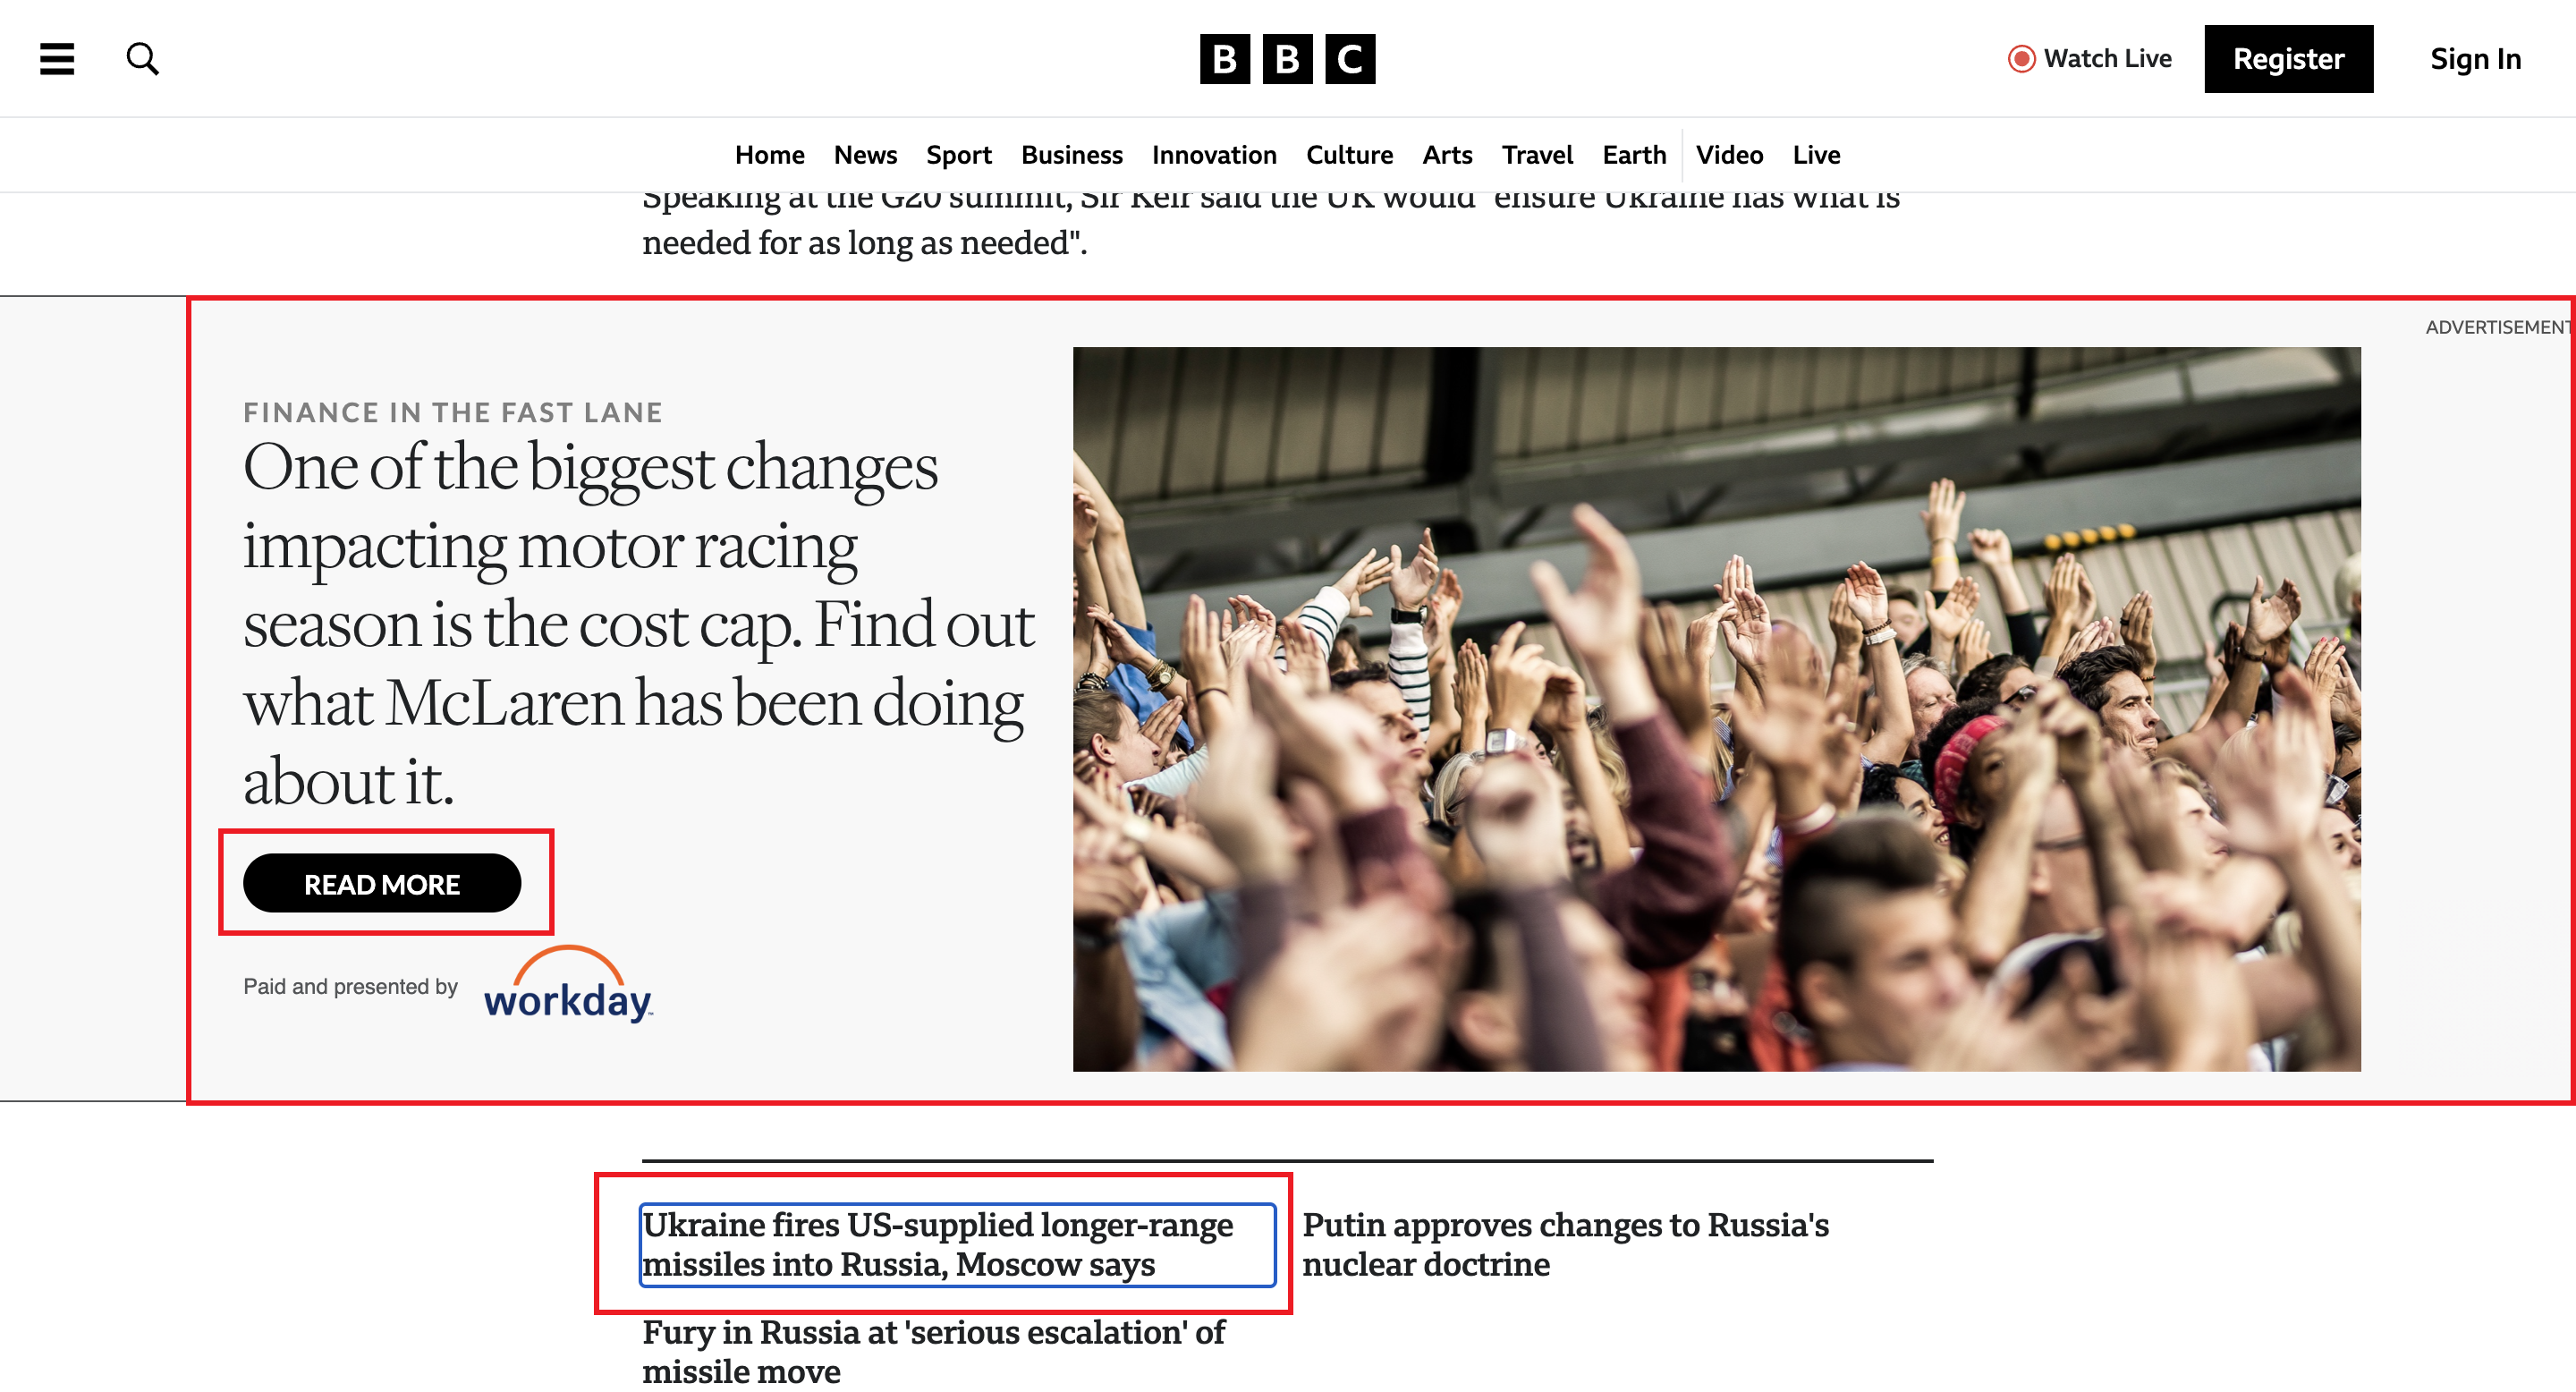 BBC
Watch Live
Register
Sign In
Home News Sport Business Innovation Culture Arts Travel Earth Video Live
Speaking at the G20 summit, Sir Keir said the UK would "ensure Ukraine has what is
needed for as long as needed".
ADVERTISEMENT
FINANCE IN THE FAST LANE
One of the biggest changes
impacting motor racing
season is the cost cap. Find out
what McLaren has been doing
about it.
READ MORE
Paid and presented by
workday™
Ukraine fires US-supplied longer-range
missiles into Russia, Moscow says
Putin approves changes to Russia's
nuclear doctrine
Fury in Russia at 'serious escalation' of
missile move